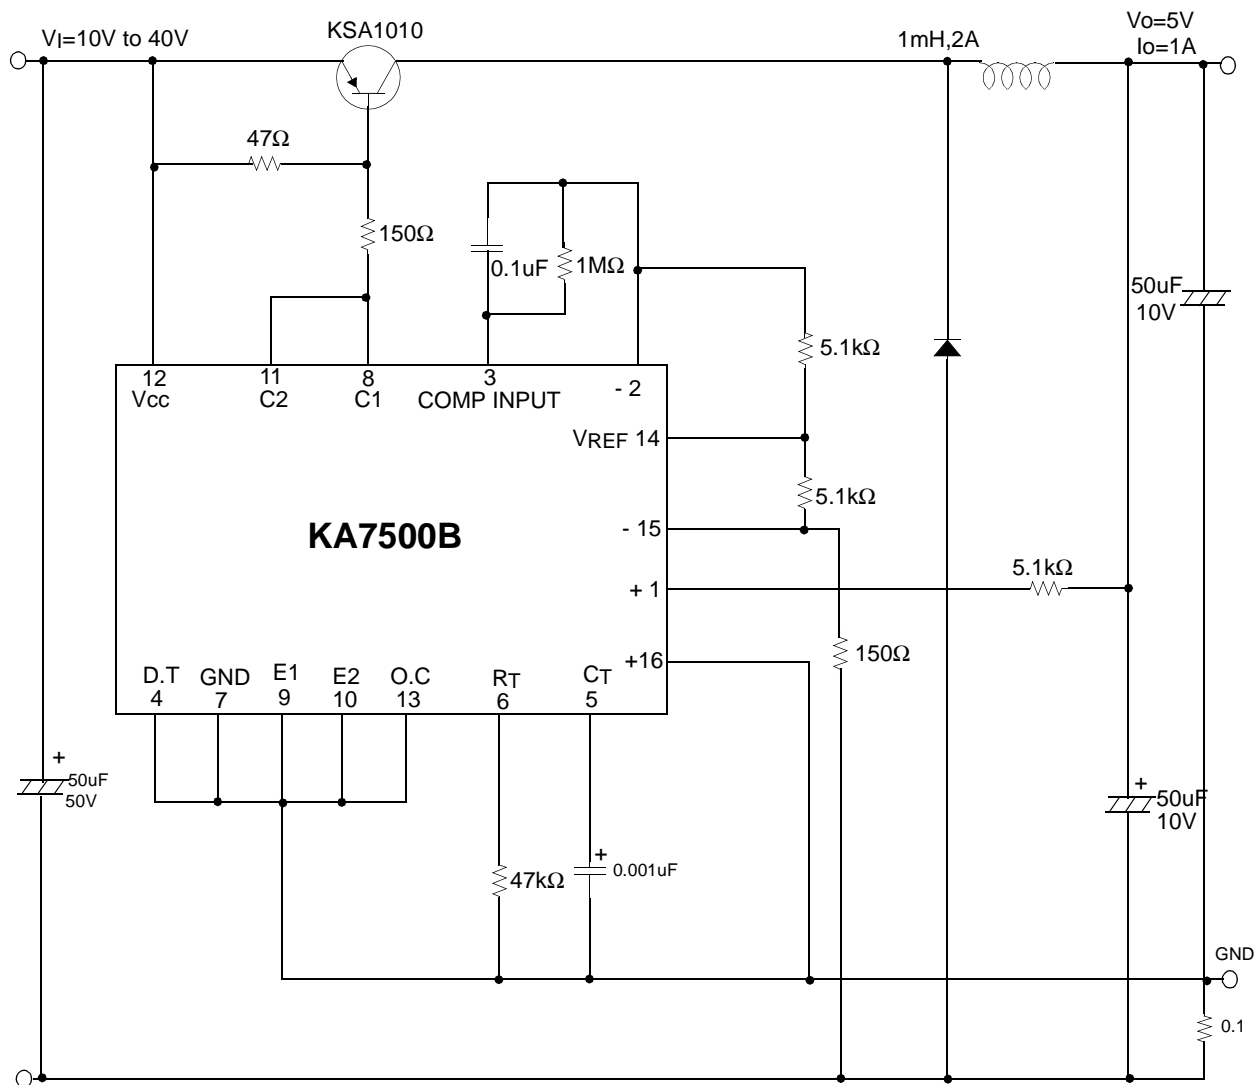 KSA1010
VI=10V to 40V
1mH,2A
Vo=5V
Io=1A
47Ω
150Ω
0.1uF
1MΩ
50uF
10V
5.1kΩ
12
Vcc
11
C2
8
C1
3
COMP INPUT
- 2
VREF 14
5.1kΩ
- 15
KA7500B
+ 1
5.1kΩ
+16
150Ω
D.T
4
GND
7
E1
9
E2
10
O.C
13
RT
6
CT
5
+
50uF
50V
+
50uF
10V
47kΩ
+
0.001uF
GND
0.1